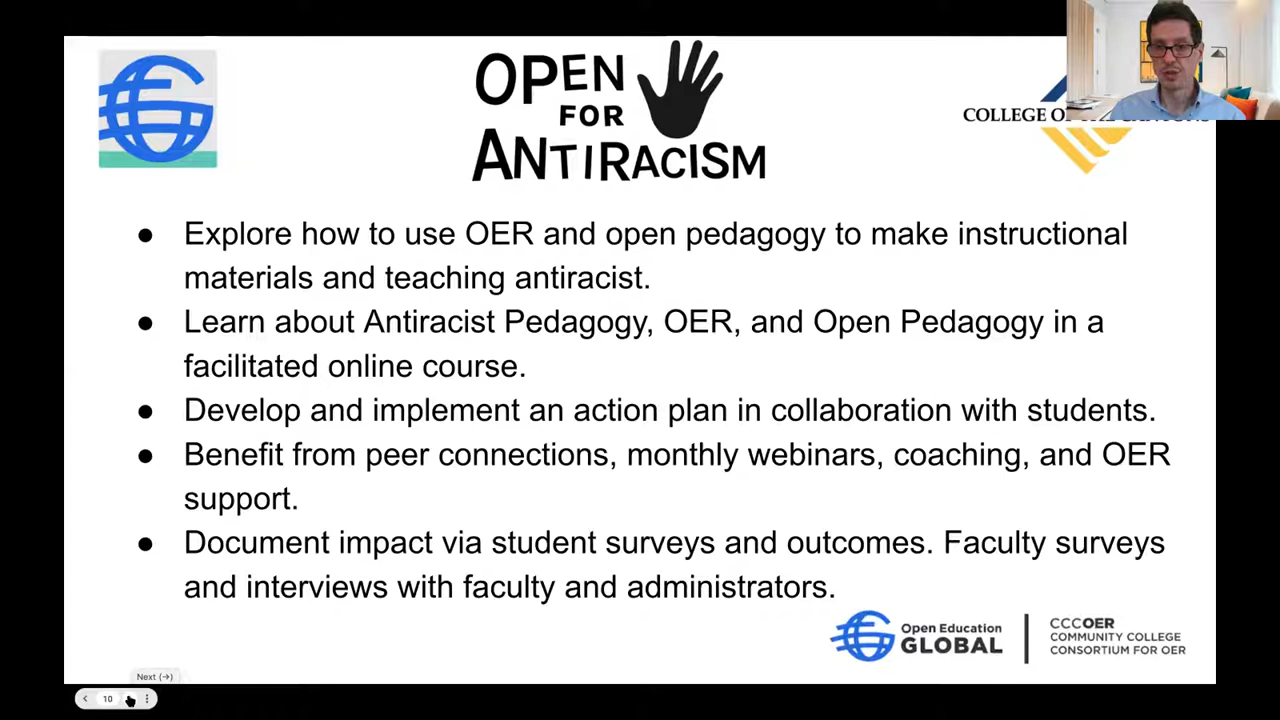 OPEN
FOR
ANTIRACISM
COLLEGE OF THE CANYONS
● Explore how to use OER and open pedagogy to make instructional
materials and teaching antiracist.
● Learn about Antiracist Pedagogy, OER, and Open Pedagogy in a
facilitated online course.
● Develop and implement an action plan in collaboration with students.
● Benefit from peer connections, monthly webinars, coaching, and OER
support.
● Document impact via student surveys and outcomes. Faculty surveys
and interviews with faculty and administrators.
Open Education
GLOBAL
CCCOER
COMMUNITY COLLEGE
CONSORTIUM FOR OER
Next (→)
10